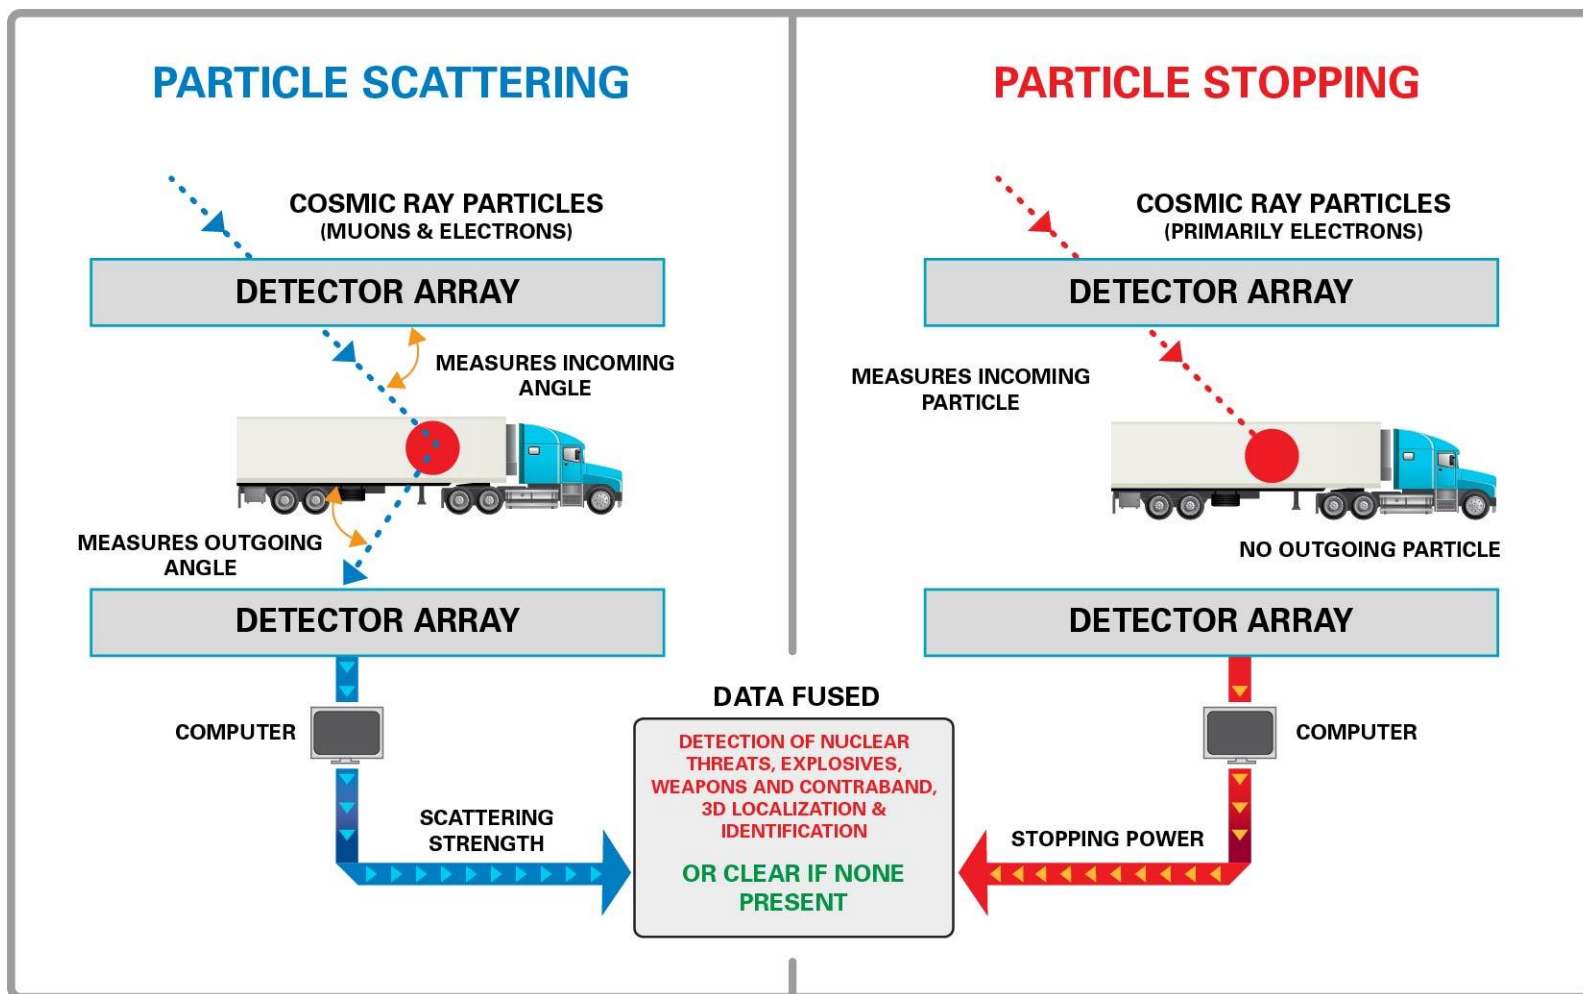 PARTICLE SCATTERING
COSMIC RAY PARTICLES
(MUONS & ELECTRONS)
DETECTOR ARRAY
MEASURES INCOMING
ANGLE
MEASURES OUTGOING
ANGLE
DETECTOR ARRAY
COMPUTER
SCATTERING
STRENGTH
PARTICLE STOPPING
COSMIC RAY PARTICLES
(PRIMARILY ELECTRONS)
DETECTOR ARRAY
MEASURES INCOMING
PARTICLE
NO OUTGOING PARTICLE
DETECTOR ARRAY
COMPUTER
STOPPING POWER
DATA FUSED
DETECTION OF NUCLEAR
THREATS, EXPLOSIVES,
WEAPONS AND CONTRABAND,
3D LOCALIZATION &
IDENTIFICATION
OR CLEAR IF NONE
PRESENT